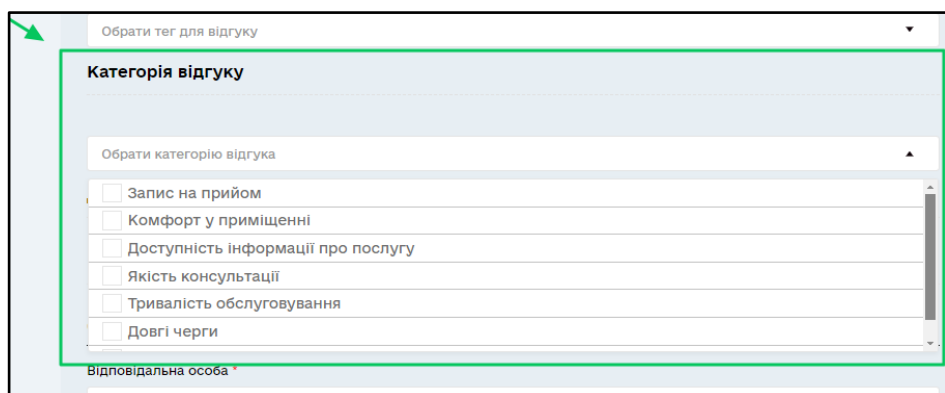 Обрати тег для відгуку
Категорія відгуку
Обрати категорію відгука
Запис на прийом
Комфорт у приміщенні
Доступність інформації про послугу
Якість консультації
Тривалість обслуговування
Довгі черги
Відповідальна особа *